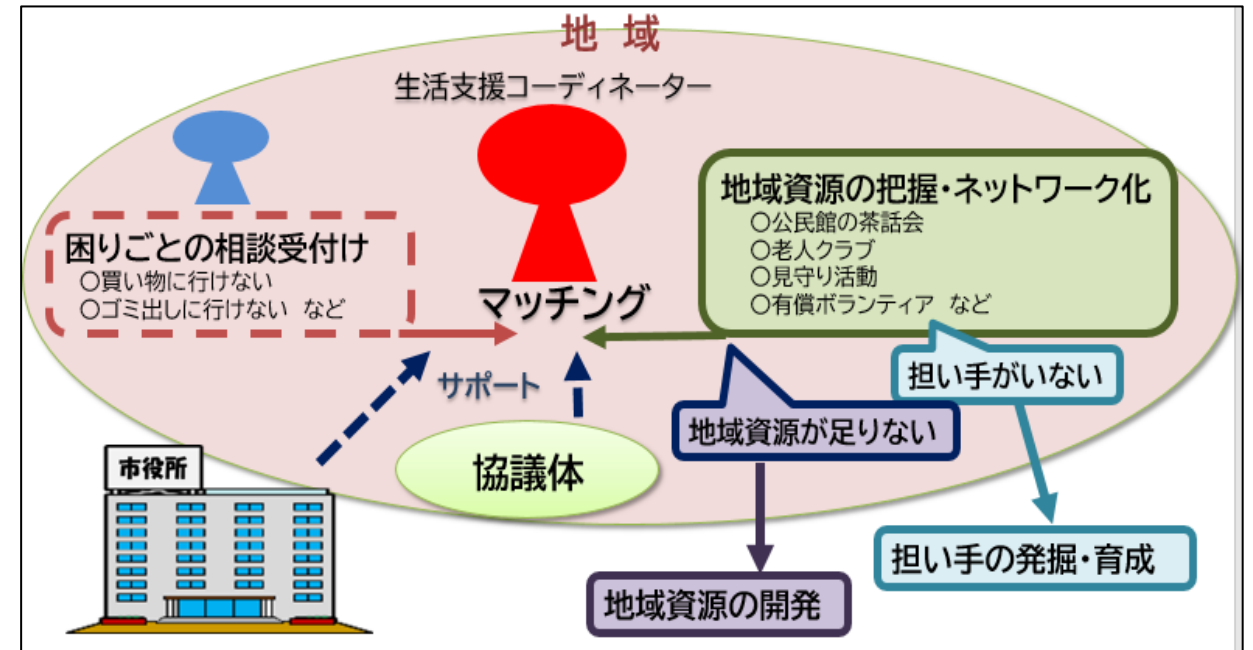 地 域
生活支援コーディネーター
困りごとの相談受付け
○買い物に行けない
○ゴミ出しに行けない など
マッチング
地域資源の把握・ネットワーク化
○公民館の茶話会
○老人クラブ
○見守り活動
○有償ボランティア など
サポート
担い手がいない
地域資源が足りない
協議体
市役所
担い手の発掘・育成
地域資源の開発